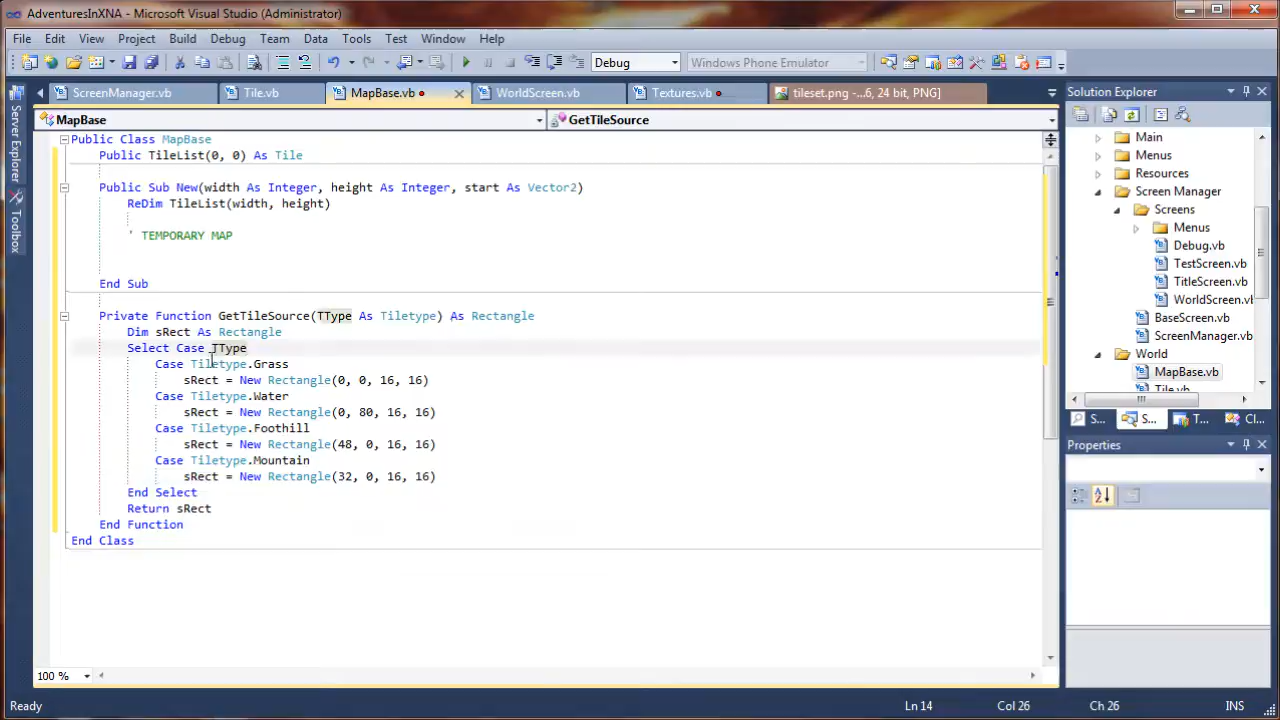 AdventuresInXNA - Microsoft Visual Studio (Administrator)
File Edit View Project Build Debug Team Data Tools Test Window Help
Debug Windows Phone Emulator
ScreenManager.vb Tile.vb MapBase.vb WorldScreen.vb Textures.vb tileset.png -...6, 24 bit, PNG]
MapBase GetTileSource
Public Class MapBase
Public TileList(0, 0) As Tile
Public Sub New(width As Integer, height As Integer, start As Vector2)
ReDim TileList(width, height)
' TEMPORARY MAP
End Sub
Private Function GetTileSource(TType As Tiletype) As Rectangle
Dim sRect As Rectangle
Select Case TType
Case Tiletype.Grass
sRect = New Rectangle(0, 0, 16, 16)
Case Tiletype.Water
sRect = New Rectangle(0, 80, 16, 16)
Case Tiletype.Foothill
sRect = New Rectangle(48, 0, 16, 16)
Case Tiletype.Mountain
sRect = New Rectangle(32, 0, 16, 16)
End Select
Return sRect
End Function
End Class
100 %
Server Explorer
Toolbox
Solution Explorer
Main
Menus
Resources
Screen Manager
Screens
Menus
Debug.vb
TestScreen.vb
TitleScreen.vb
WorldScreen.vb
BaseScreen.vb
ScreenManager.vb
World
MapBase.vb
Tile.vb
S... S... T... Cl...
Properties
Ready Ln 14 Col 26 Ch 26 INS